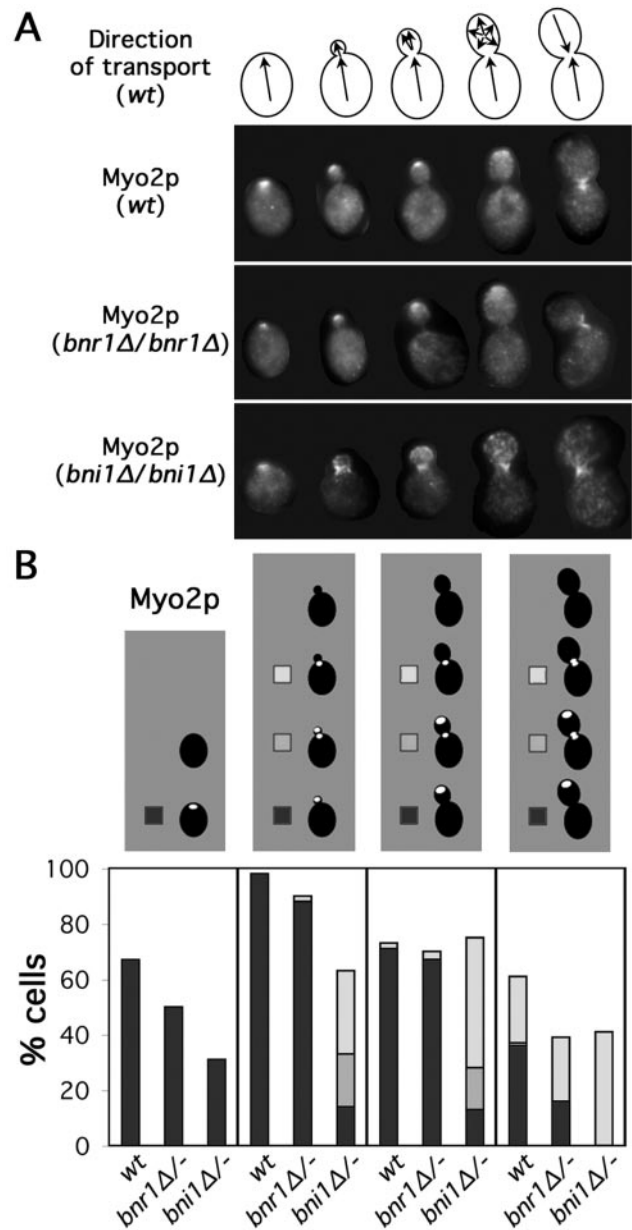 A
Direction
of transport
(wt)
Myo2p
(wt)
Myo2p
(bnr1Δ/bnr1Δ)
Myo2p
(bni1Δ/bni1Δ)
B
Myo2p
100
80
60
40
20
0
% cells
wt
bnr1Δ/-
bni1Δ/-
wt
bnr1Δ/-
bni1Δ/-
wt
bnr1Δ/-
bni1Δ/-
wt
bnr1Δ/-
bni1Δ/-